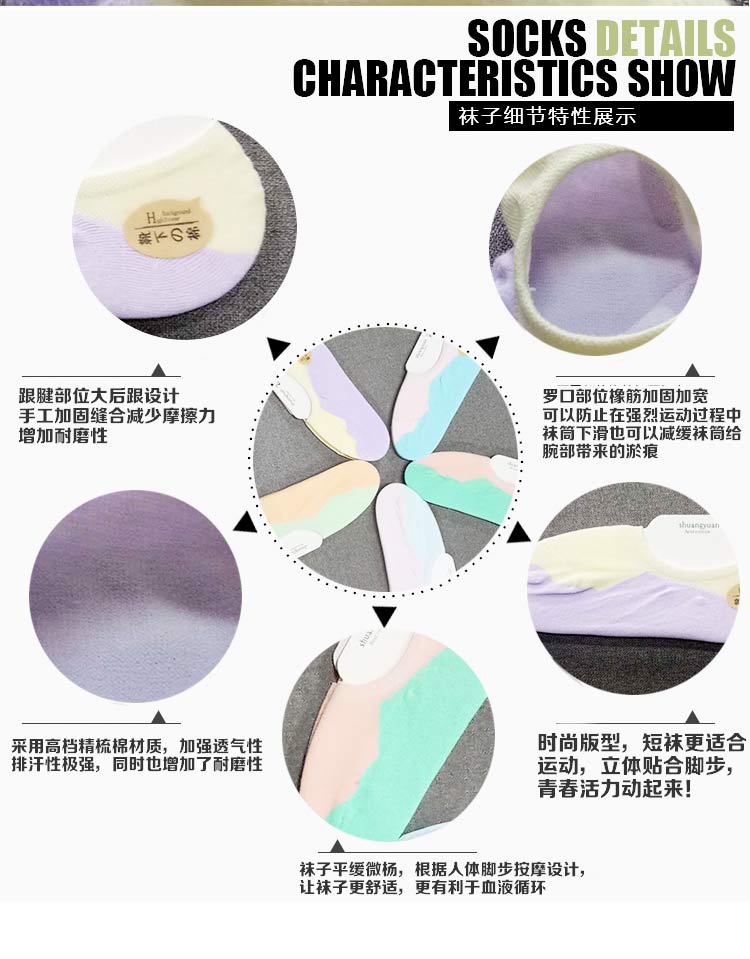 SOCKS DETAILS
CHARACTERISTICS SHOW
袜子细节特性展示
H background
靴下の
跟腱部位大后跟设计
手工加固缝合减少摩擦力
增加耐磨性
罗口部位橡筋加固加宽
可以防止在强烈运动过程中
袜筒下滑也可以减缓袜筒给
腕部带来的淤痕
shuangyuan
采用高档精梳棉材质，加强透气性
排汗性极强，同时也增加了耐磨性
shua
时尚版型，短袜更适合
运动，立体贴合脚步，
青春活力动起来！
袜子平缓微杨，根据人体脚步按摩设计，
让袜子更舒适，更有利于血液循环